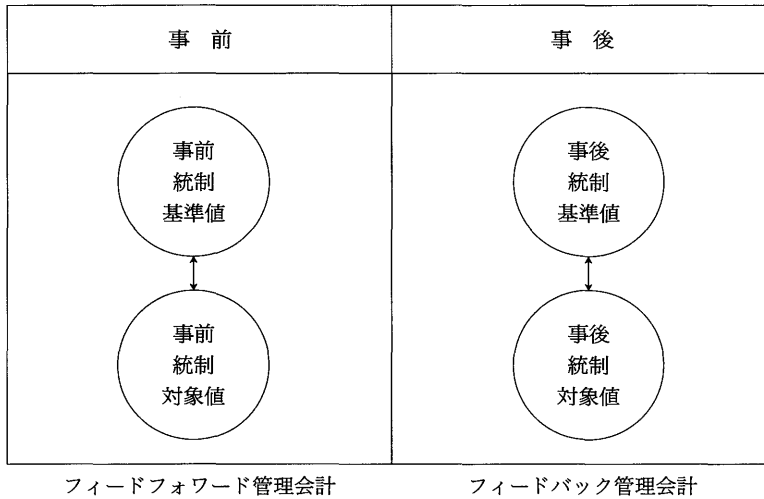 事 前
事 後
事前
統制
基準値
事後
統制
基準値
事前
統制
対象値
事後
統制
対象値
フィードフォワード管理会計
フィードバック管理会計